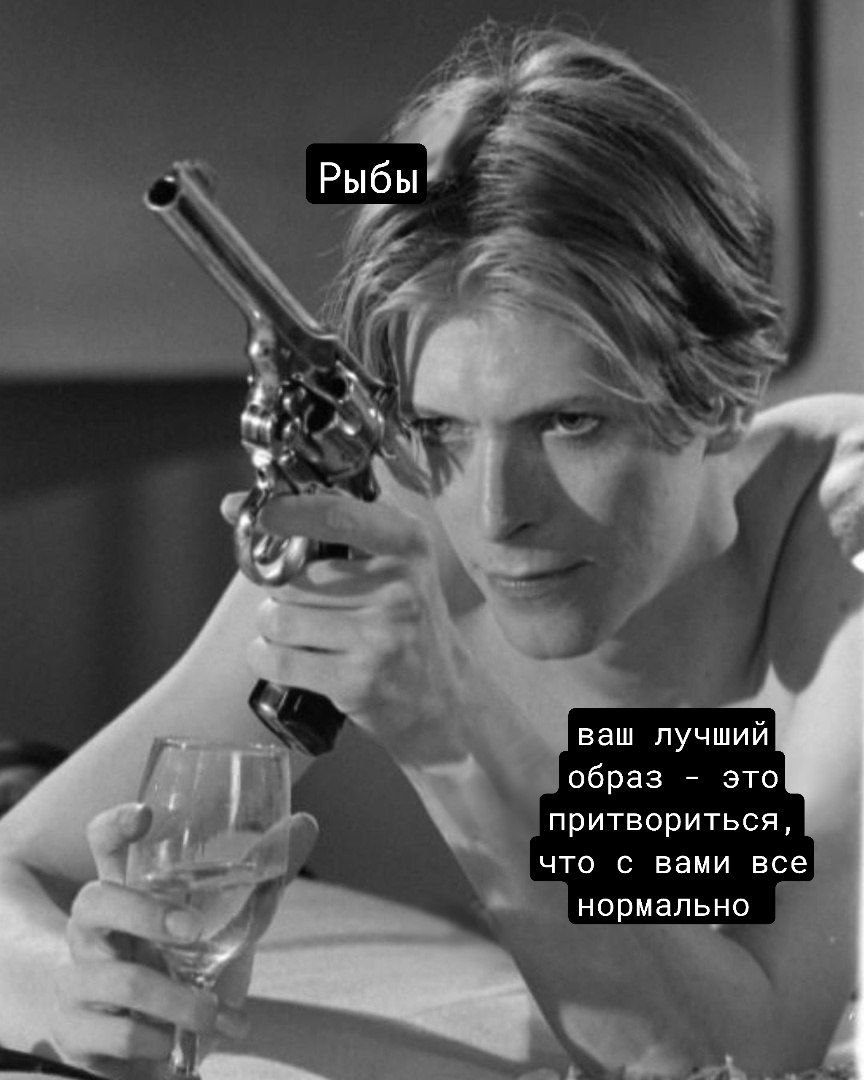 Рыбы
ваш лучший
образ - это
притвориться,
что с вами все
нормально